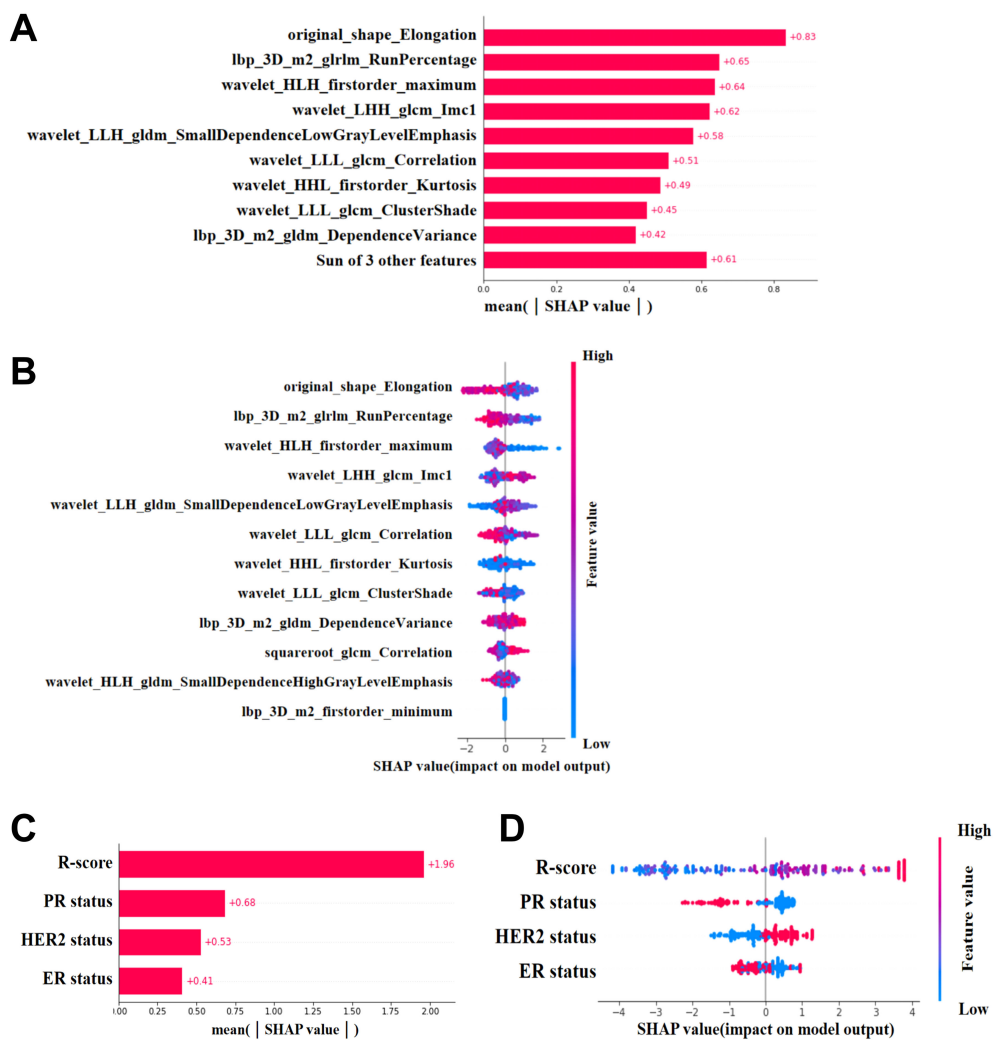 A
original_shape_Elongation
+0.83
lbp_3D_m2_glrlm_RunPercentage
+0.65
wavelet_HLH_firstorder_maximum
+0.64
wavelet_LHH_glcm_Imc1
+0.62
wavelet_LLH_gldm_SmallDependenceLowGrayLevelEmphasis
+0.58
wavelet_LLL_glcm_Correlation
+0.51
wavelet_HHL_firstorder_Kurtosis
+0.49
wavelet_LLL_glcm_ClusterShade
+0.45
lbp_3D_m2_gldm_DependenceVariance
+0.42
Sun of 3 other features
+0.61
0.0 0.2 0.4 0.6 0.8
mean( | SHAP value | )
B
High
original_shape_Elongation
lbp_3D_m2_glrlm_RunPercentage
wavelet_HLH_firstorder_maximum
wavelet_LHH_glcm_Imc1
wavelet_LLH_gldm_SmallDependenceLowGrayLevelEmphasis
wavelet_LLL_glcm_Correlation
wavelet_HHL_firstorder_Kurtosis
wavelet_LLL_glcm_ClusterShade
lbp_3D_m2_gldm_DependenceVariance
squareroot_glcm_Correlation
wavelet_HLH_gldm_SmallDependenceHighGrayLevelEmphasis
lbp_3D_m2_firstorder_minimum
Feature value
Low
−2 0 2
SHAP value(impact on model output)
C
R-score
+1.96
PR status
+0.68
HER2 status
+0.53
ER status
+0.41
0.00 0.25 0.50 0.75 1.00 1.25 1.50 1.75 2.00
mean( | SHAP value | )
D
High
R-score
PR status
HER2 status
ER status
Feature value
Low
−4 −3 −2 −1 0 1 2 3 4
SHAP value(impact on model output)